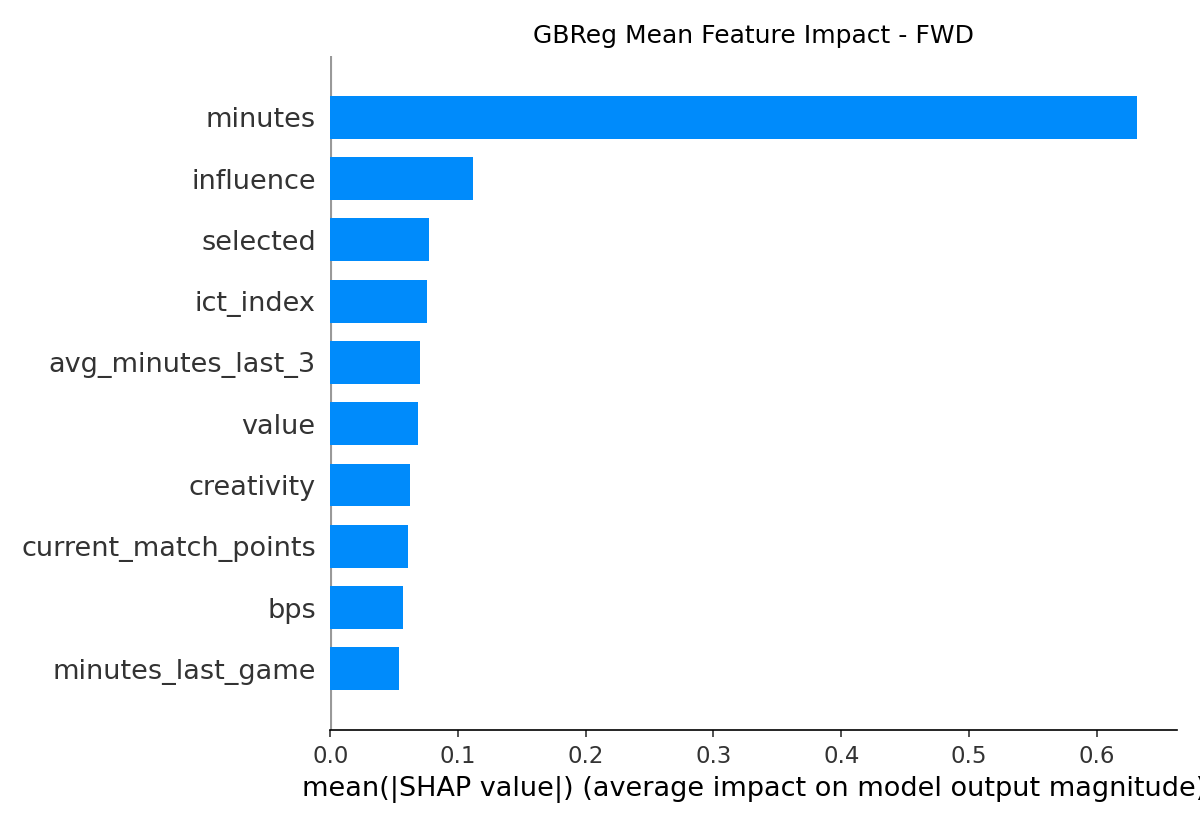 GBReg Mean Feature Impact - FWD
minutes
influence
selected
ict_index
avg_minutes_last_3
value
creativity
current_match_points
bps
minutes_last_game
0.0 0.1 0.2 0.3 0.4 0.5 0.6
mean(|SHAP value|) (average impact on model output magnitude)